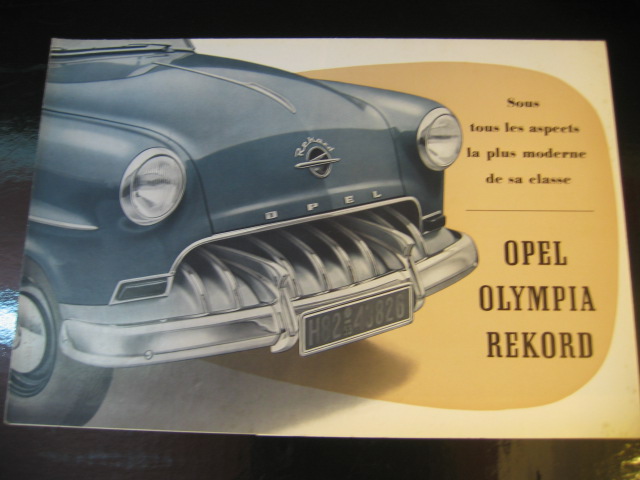 Sous
tous les aspects
la plus moderne
de sa classe
OPEL
OLYMPIA
REKORD
Rekord
OPEL